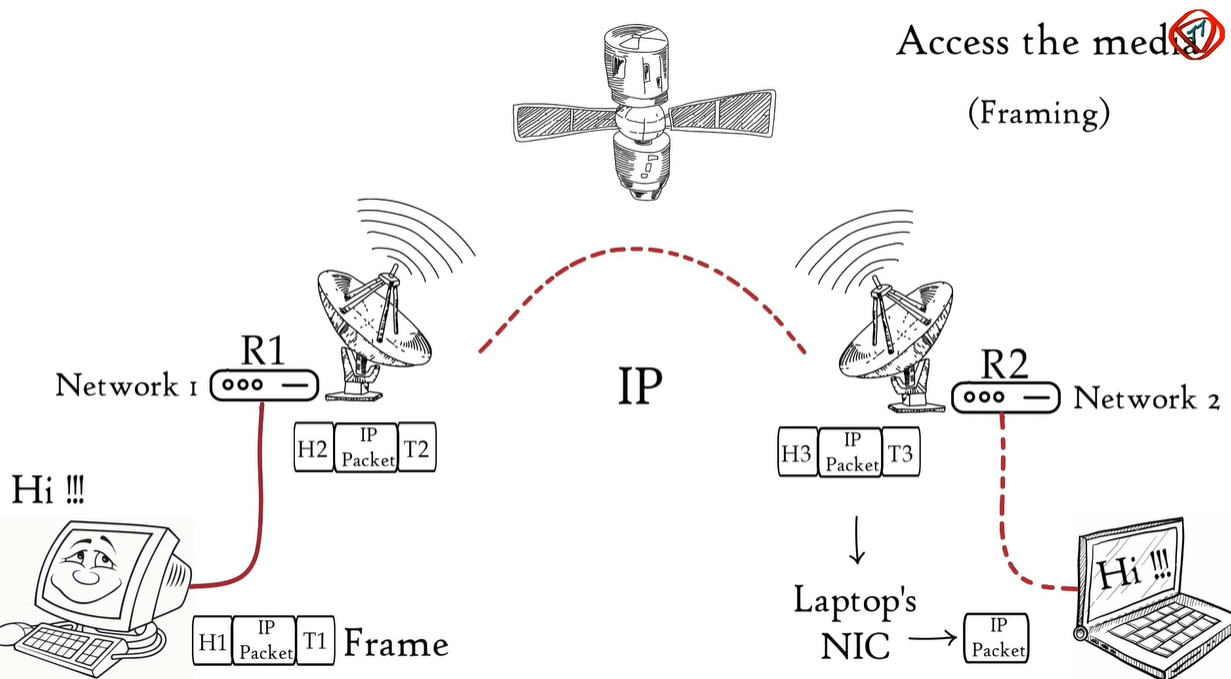 Access the media
(Framing)
R1
Network 1
IP
R2
Network 2
H2
IP
Packet
T2
H3
IP
Packet
T3
Hi !!!
Hi !!!
Laptop's
NIC
IP
Packet
H1
IP
Packet
T1
Frame